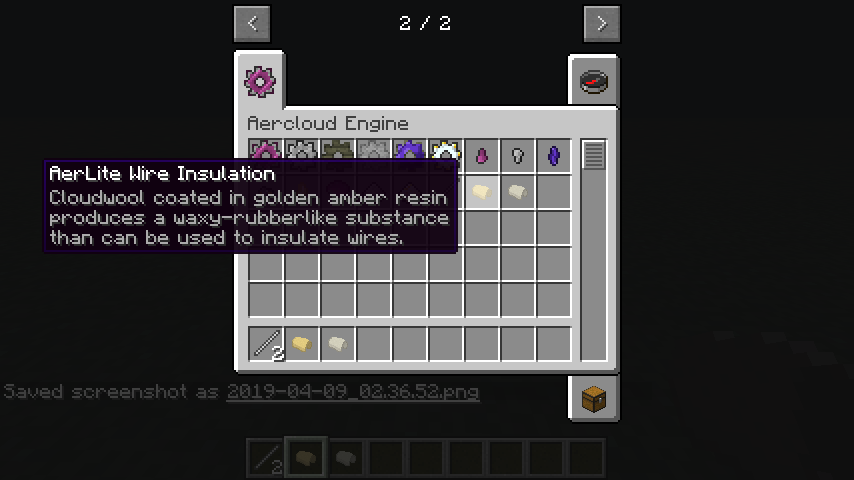 <
2 / 2
>
Aercloud Engine
AerLite Wire Insulation
Cloudwool coated in golden amber resin
produces a waxy-rubberlike substance
than can be used to insulate wires.
2
Saved screenshot as 2019-04-09_02.36.52.png
2